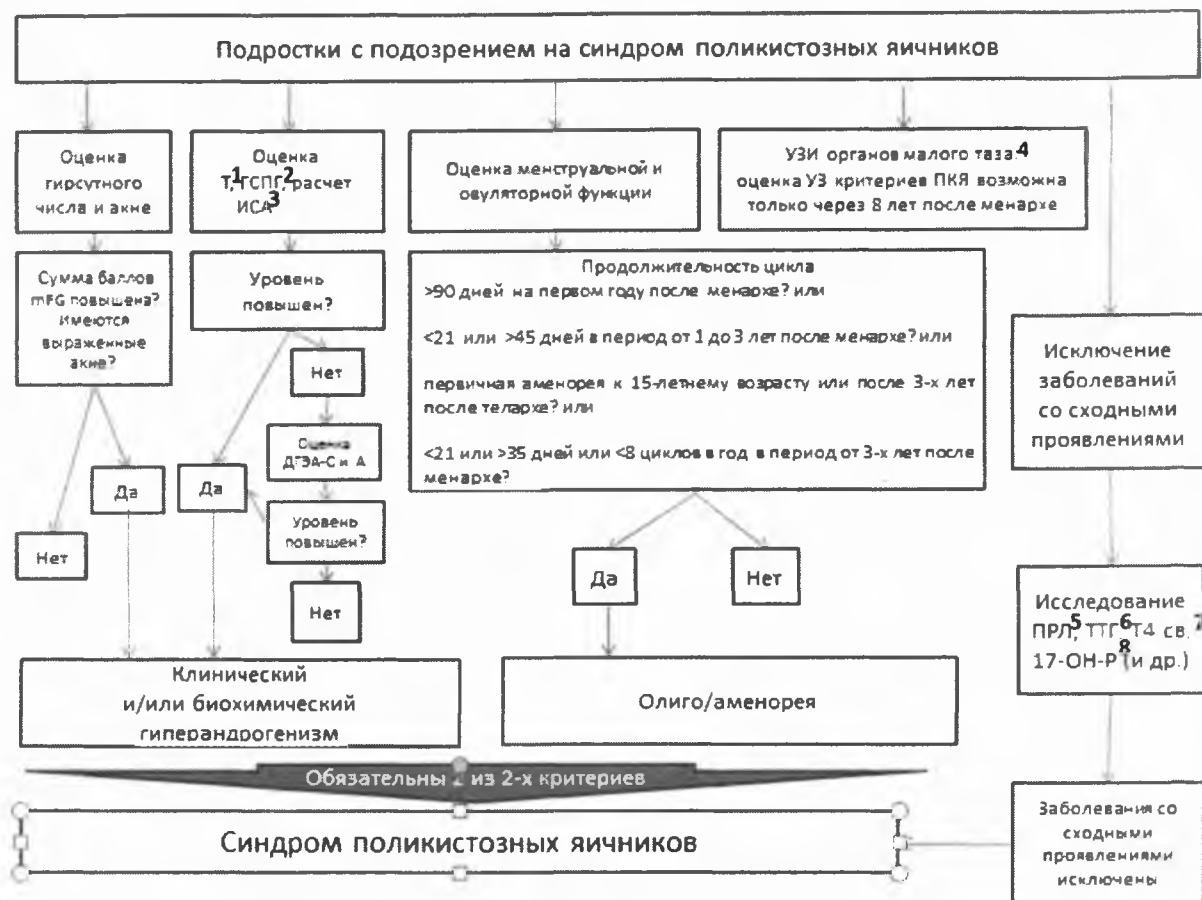 Подростки с подозрением на синдром поликистозных яичников
Оценка
гирсутного
числа и акне
Оценка
Т,1 ГСПГ,2 расчет
ИСА3
Оценка менструальной и
овуляторной функции
УЗИ органов малого таза:4
оценка УЗ критериев ПКЯ возможна
только через 8 лет после менархе
Сумма баллов
mFG повышена?
Имеются
выраженные
акне?
Уровень
повышен?
Продолжительность цикла
>90 дней на первом году после менархе? или
<21 или >45 дней в период от 1 до 3 лет после менархе? или
первичная аменорея к 15-летнему возрасту или после 3-х лет
после телархе? или
<21 или >35 дней или <8 циклов в год в период от 3-х лет после
менархе?
Исключение
заболеваний
со сходными
проявлениями
Нет
Оценка
ДГЭА-С и А
Да
Да
Уровень
повышен?
Нет
Нет
Да
Нет
Исследование
ПРЛ,5 ТТГ,6 Т4 св.7
17-ОН-Р8 (и др.)
Клинический
и/или биохимический
гиперандрогенизм
Олиго/аменорея
Обязательны 2 из 2-х критериев
Синдром поликистозных яичников
Заболевания со
сходными
проявлениями
исключены